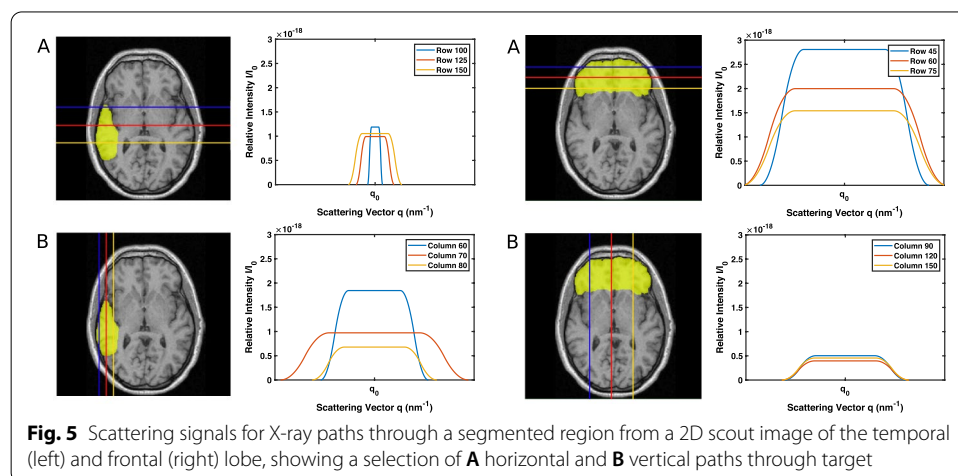 A
×10⁻¹⁸
3
2.5
2
1.5
1
0.5
0
Relative Intensity I/I₀
Row 100
Row 125
Row 150
q₀
Scattering Vector q (nm⁻¹)
A
×10⁻¹⁸
3
2.5
2
1.5
1
0.5
0
Relative Intensity I/I₀
Row 45
Row 60
Row 75
q₀
Scattering Vector q (nm⁻¹)
B
×10⁻¹⁸
3
2.5
2
1.5
1
0.5
0
Relative Intensity I/I₀
Column 60
Column 70
Column 80
q₀
Scattering Vector q (nm⁻¹)
B
×10⁻¹⁸
3
2.5
2
1.5
1
0.5
0
Relative Intensity I/I₀
Column 90
Column 120
Column 150
q₀
Scattering Vector q (nm⁻¹)
Fig. 5 Scattering signals for X-ray paths through a segmented region from a 2D scout image of the temporal
(left) and frontal (right) lobe, showing a selection of A horizontal and B vertical paths through target